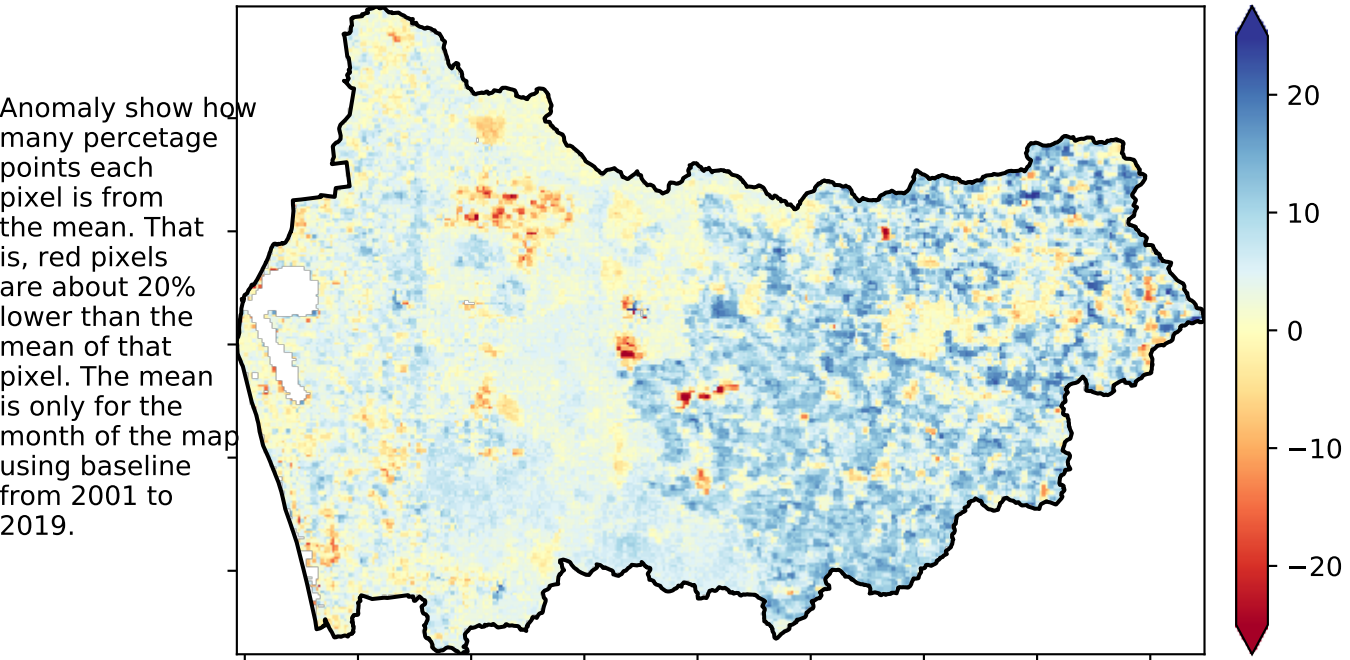 Anomaly show how
many percetage
points each
pixel is from
the mean. That
is, red pixels
are about 20%
lower than the
mean of that
pixel. The mean
is only for the
month of the map
using baseline
from 2001 to
2019.
20
10
0
−10
−20